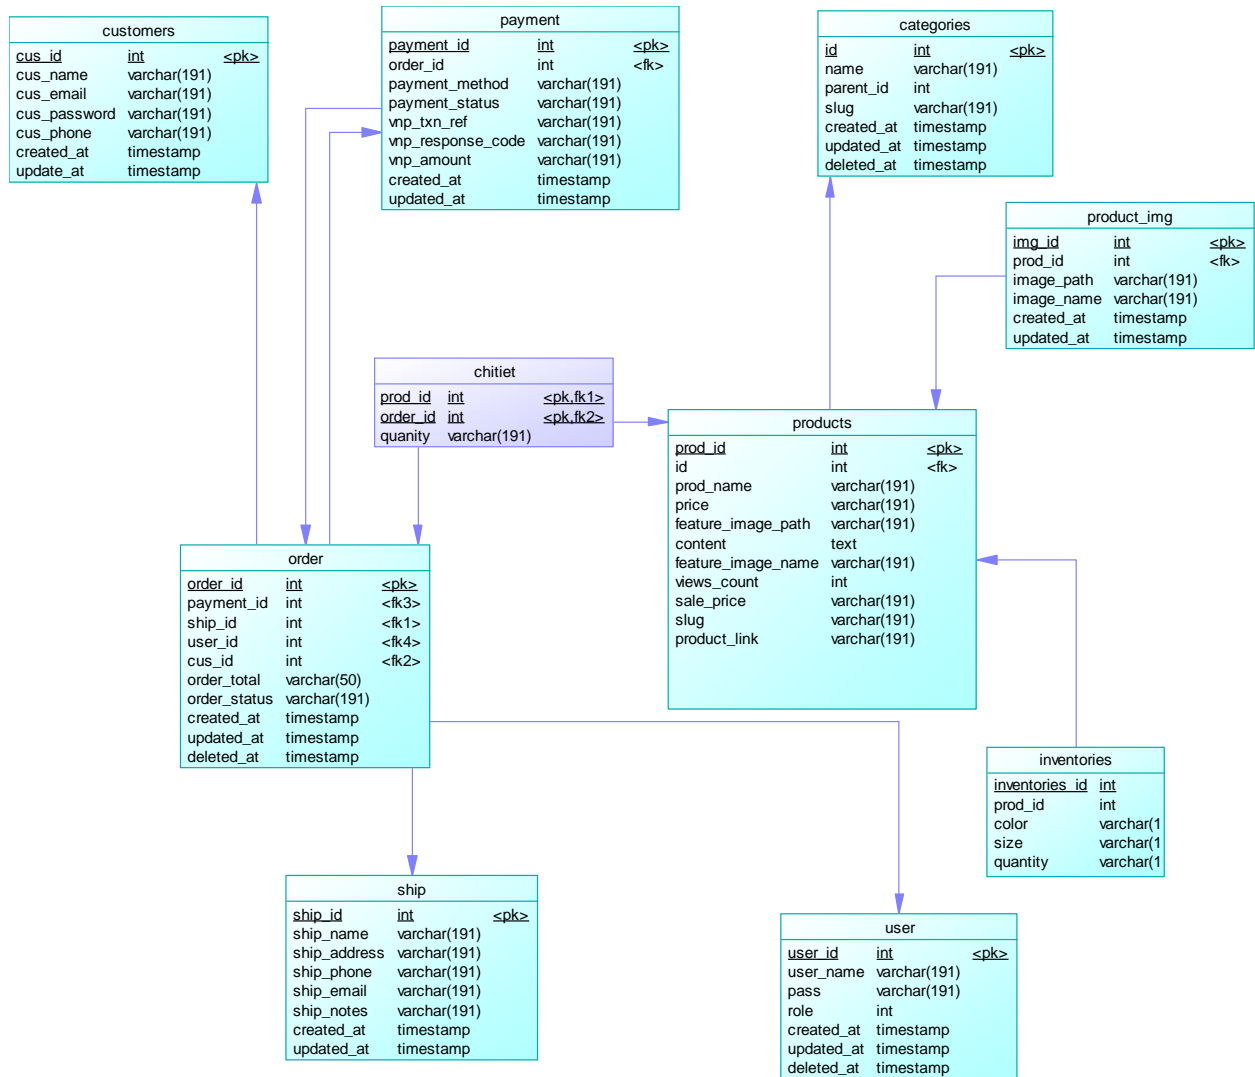 customers
cus_id int <pk>
cus_name varchar(191)
cus_email varchar(191)
cus_password varchar(191)
cus_phone varchar(191)
created_at timestamp
update_at timestamp
payment
payment_id int <pk>
order_id int <fk>
payment_method varchar(191)
payment_status varchar(191)
vnp_txn_ref varchar(191)
vnp_response_code varchar(191)
vnp_amount varchar(191)
created_at timestamp
updated_at timestamp
categories
id int <pk>
name varchar(191)
parent_id int
slug varchar(191)
created_at timestamp
updated_at timestamp
deleted_at timestamp
product_img
img_id int <pk>
prod_id int <fk>
image_path varchar(191)
image_name varchar(191)
created_at timestamp
updated_at timestamp
chitiet
prod_id int <pk,fk1>
order_id int <pk,fk2>
quanity varchar(191)
products
prod_id int <pk>
id int <fk>
prod_name varchar(191)
price varchar(191)
feature_image_path varchar(191)
content text
feature_image_name varchar(191)
views_count int
sale_price varchar(191)
slug varchar(191)
product_link varchar(191)
order
order_id int <pk>
payment_id int <fk3>
ship_id int <fk1>
user_id int <fk4>
cus_id int <fk2>
order_total varchar(50)
order_status varchar(191)
created_at timestamp
updated_at timestamp
deleted_at timestamp
inventories
inventories_id int
prod_id int
color varchar(1
size varchar(1
quantity varchar(1
ship
ship_id int <pk>
ship_name varchar(191)
ship_address varchar(191)
ship_phone varchar(191)
ship_email varchar(191)
ship_notes varchar(191)
created_at timestamp
updated_at timestamp
user
user_id int <pk>
user_name varchar(191)
pass varchar(191)
role int
created_at timestamp
updated_at timestamp
deleted_at timestamp